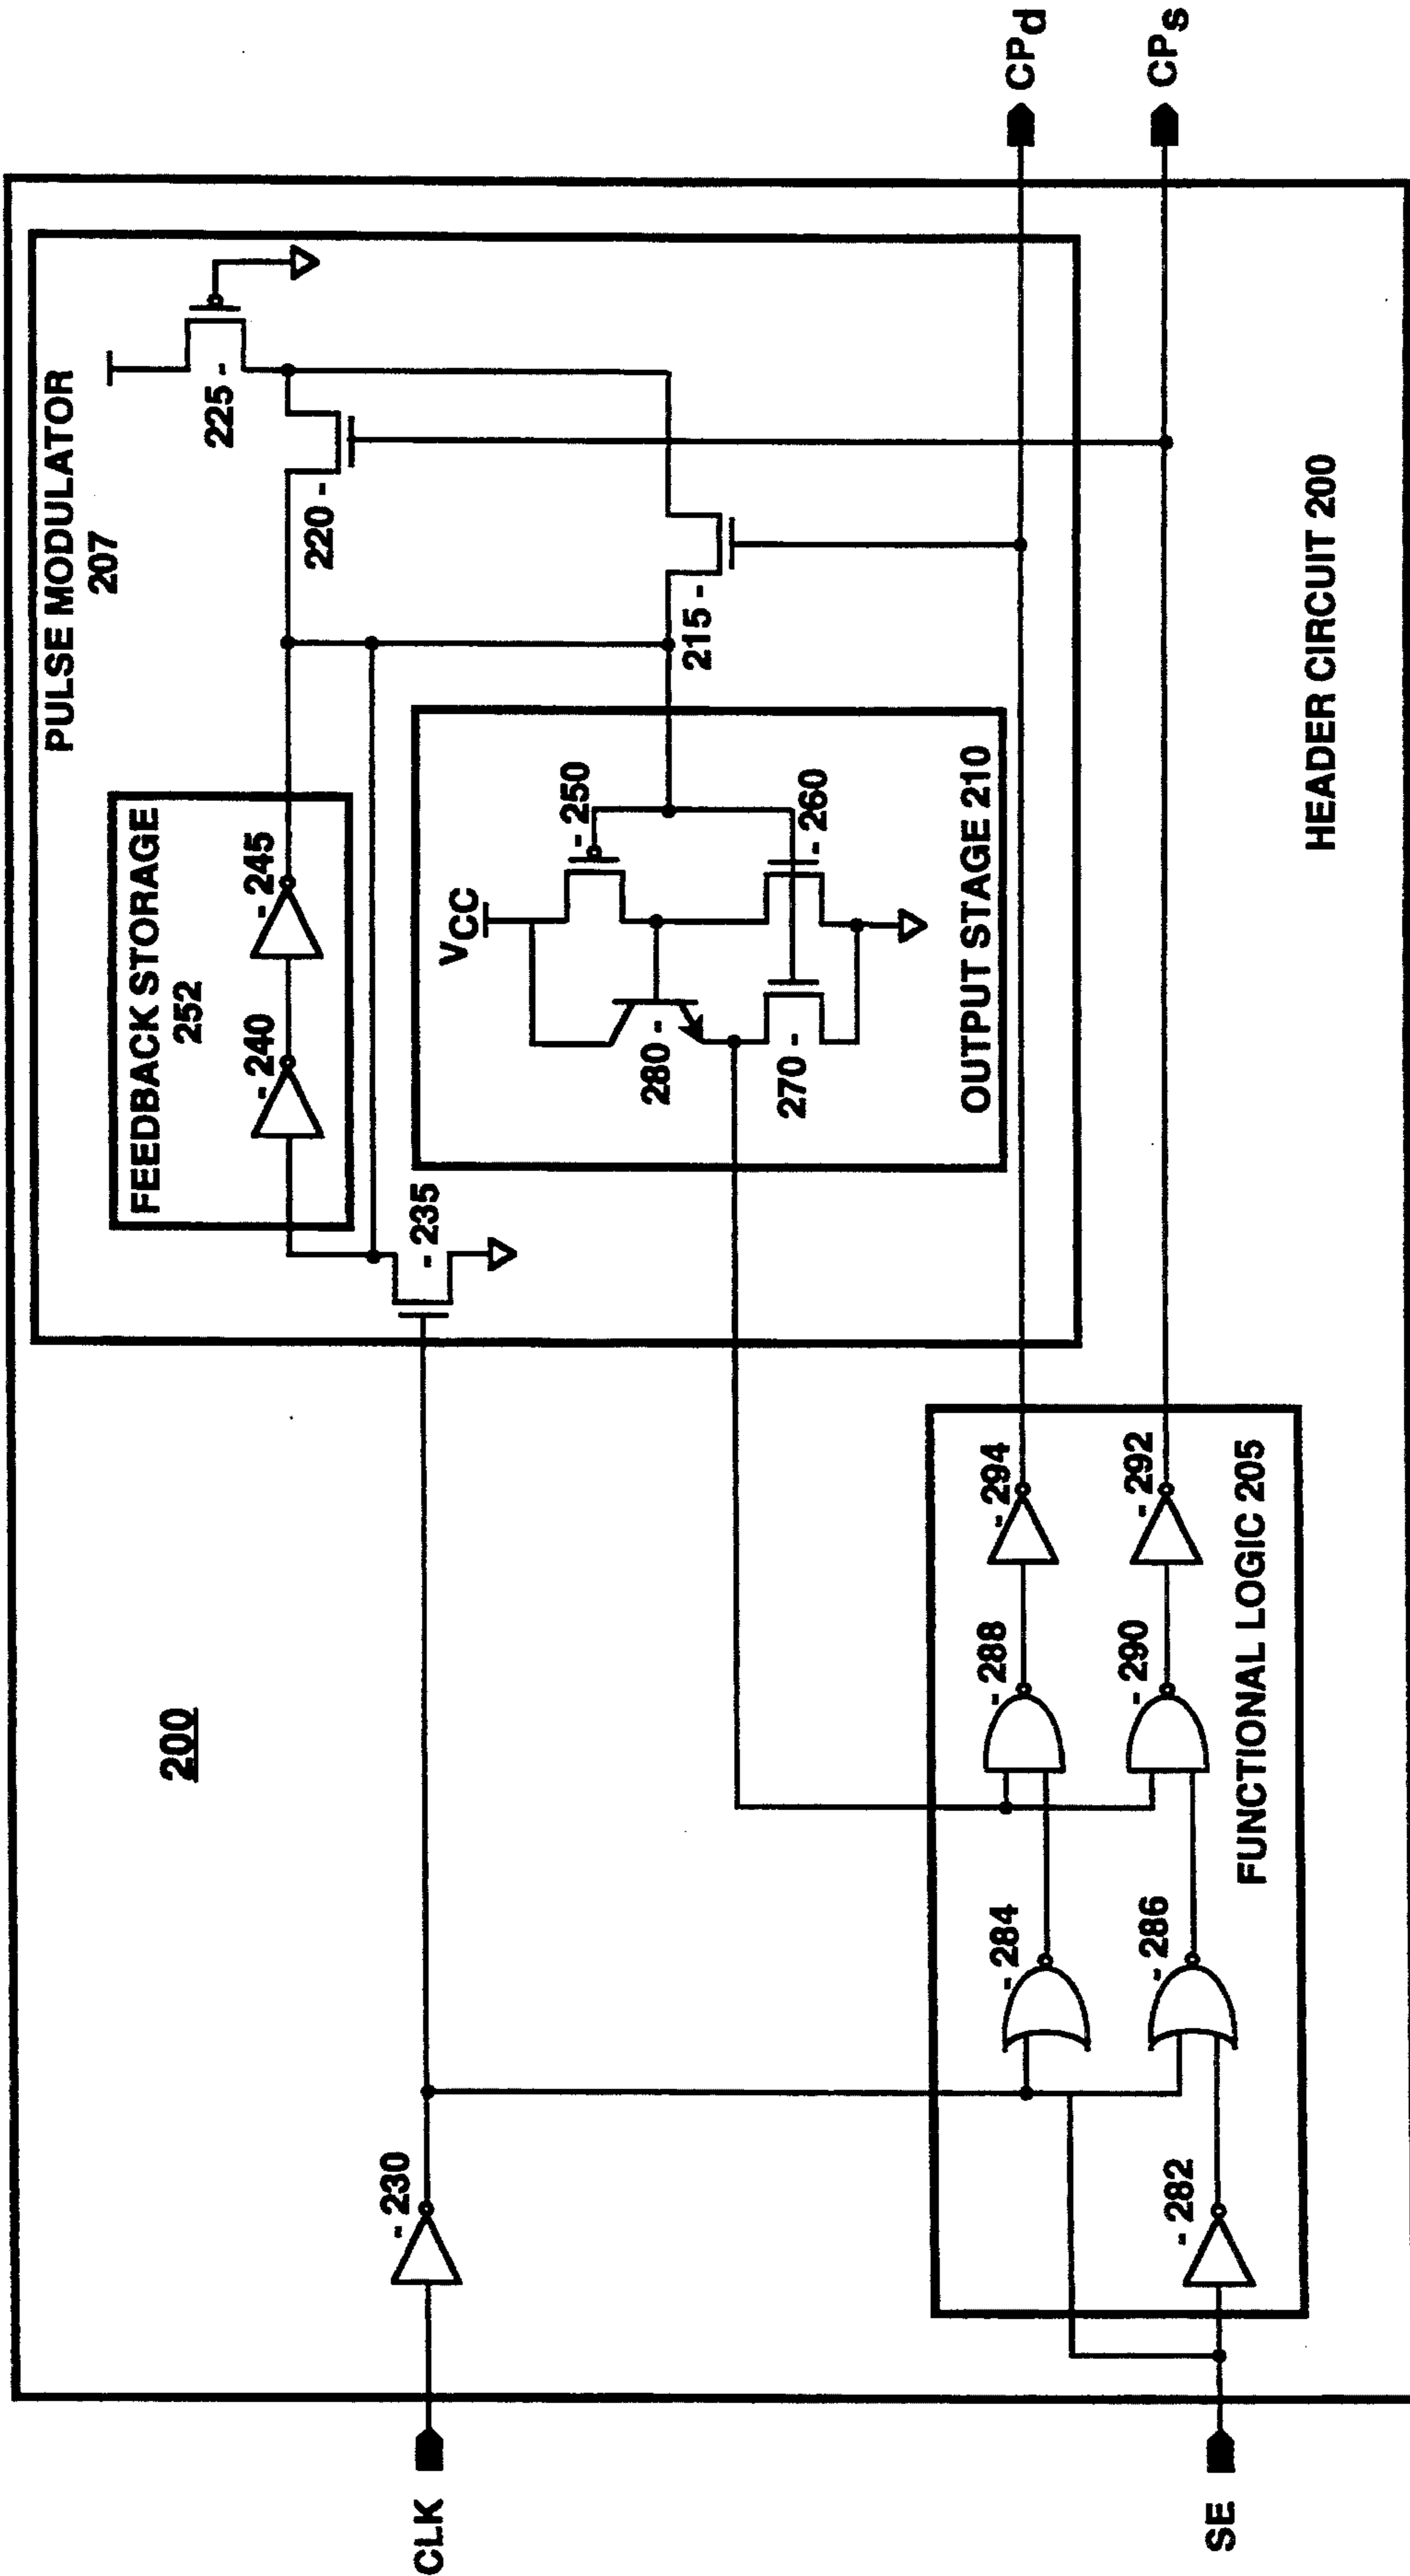 200
HEADER CIRCUIT 200
PULSE MODULATOR
207
FEEDBACK STORAGE
252
- 240
- 245
220 -
225 -
- 235
VCC
- 250
280 -
270 -
- 260
215 -
OUTPUT STAGE 210
CLK
- 230
SE
- 282
- 284
- 286
- 288
- 290
- 294
- 292
FUNCTIONAL LOGIC 205
CPd
CPs